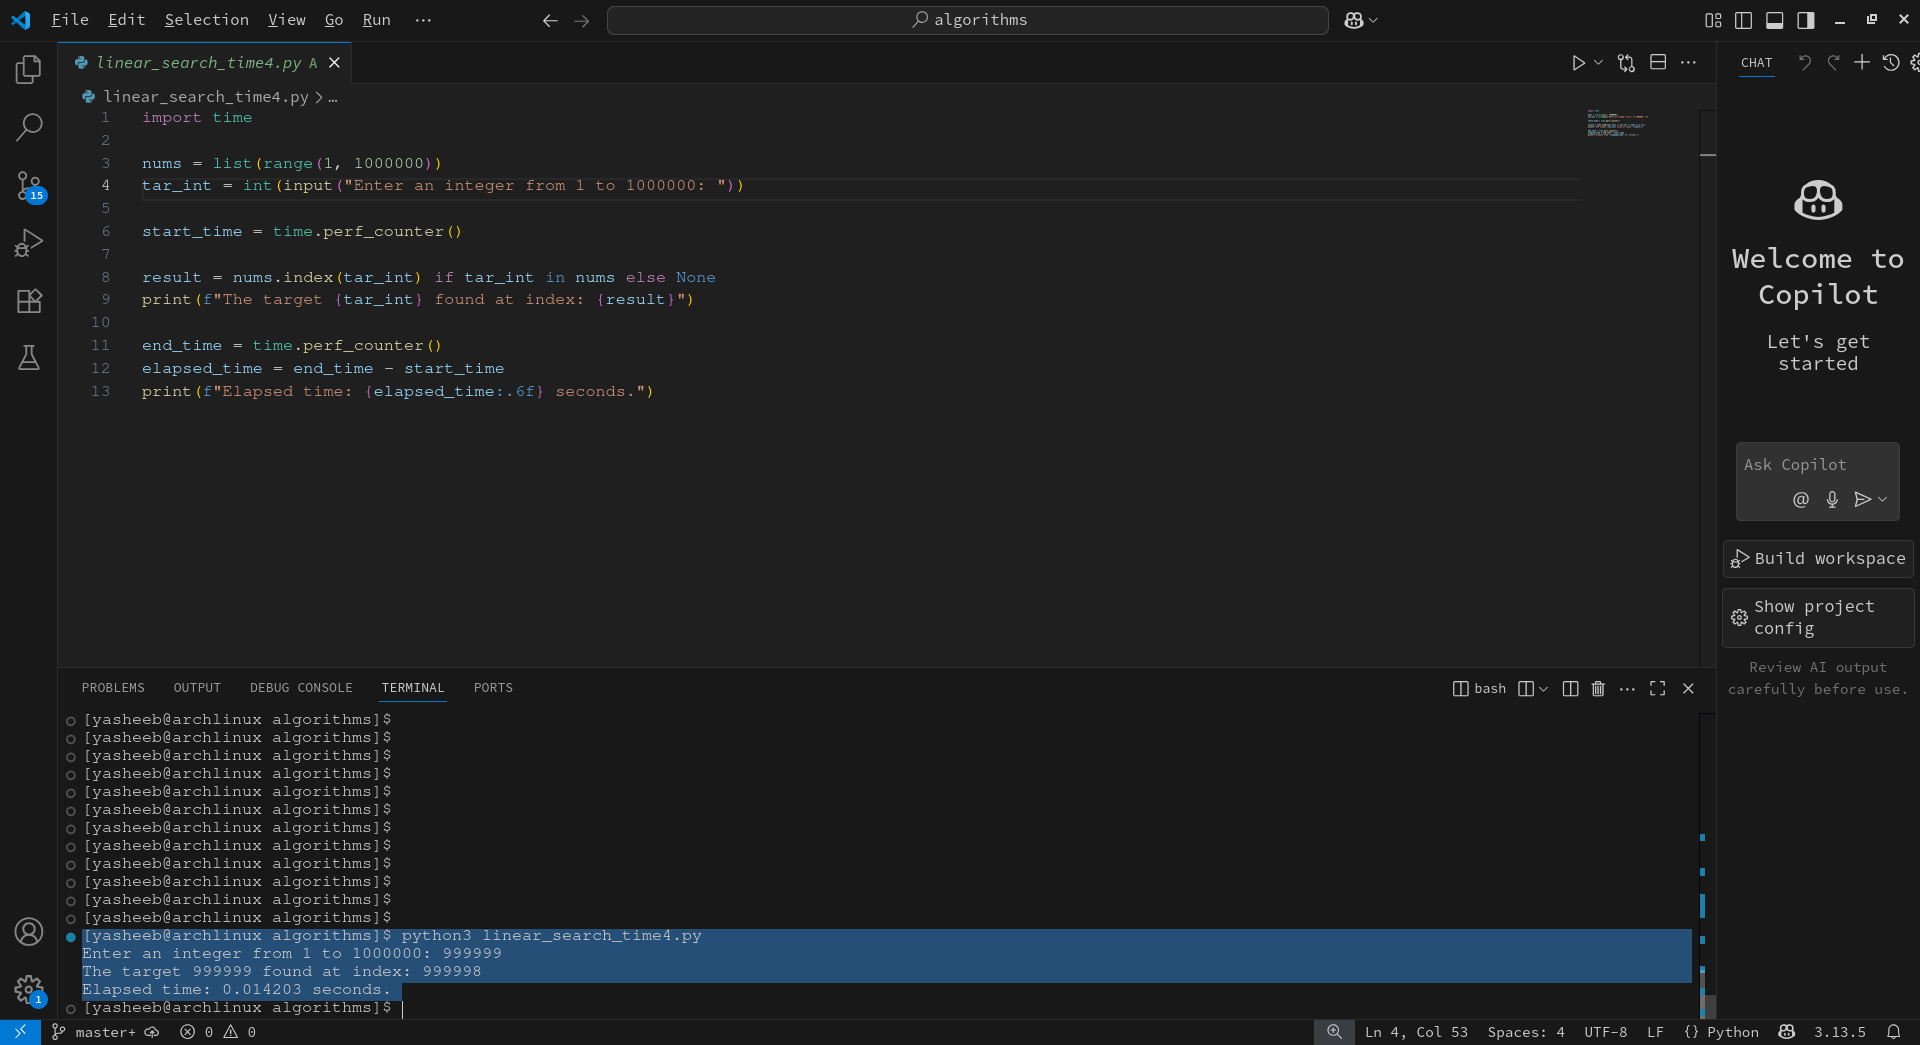 File Edit Selection View Go Run ··· algorithms
linear_search_time4.py A
CHAT
linear_search_time4.py > ...
1 import time
2
3 nums = list(range(1, 1000000))
4 tar_int = int(input("Enter an integer from 1 to 1000000: "))
5
6 start_time = time.perf_counter()
7
8 result = nums.index(tar_int) if tar_int in nums else None
9 print(f"The target {tar_int} found at index: {result}")
10
11 end_time = time.perf_counter()
12 elapsed_time = end_time - start_time
13 print(f"Elapsed time: {elapsed_time:.6f} seconds.")
15
Welcome to
Copilot
Let's get
started
Ask Copilot
@
Build workspace
Show project
config
Review AI output
carefully before use.
PROBLEMS OUTPUT DEBUG CONSOLE TERMINAL PORTS bash
[yasheeb@archlinux algorithms]$
[yasheeb@archlinux algorithms]$
[yasheeb@archlinux algorithms]$
[yasheeb@archlinux algorithms]$
[yasheeb@archlinux algorithms]$
[yasheeb@archlinux algorithms]$
[yasheeb@archlinux algorithms]$
[yasheeb@archlinux algorithms]$
[yasheeb@archlinux algorithms]$
[yasheeb@archlinux algorithms]$
[yasheeb@archlinux algorithms]$
[yasheeb@archlinux algorithms]$
[yasheeb@archlinux algorithms]$ python3 linear_search_time4.py
Enter an integer from 1 to 1000000: 999999
The target 999999 found at index: 999998
Elapsed time: 0.014203 seconds.
[yasheeb@archlinux algorithms]$
1
master+ 0 0 Ln 4, Col 53 Spaces: 4 UTF-8 LF {} Python 3.13.5